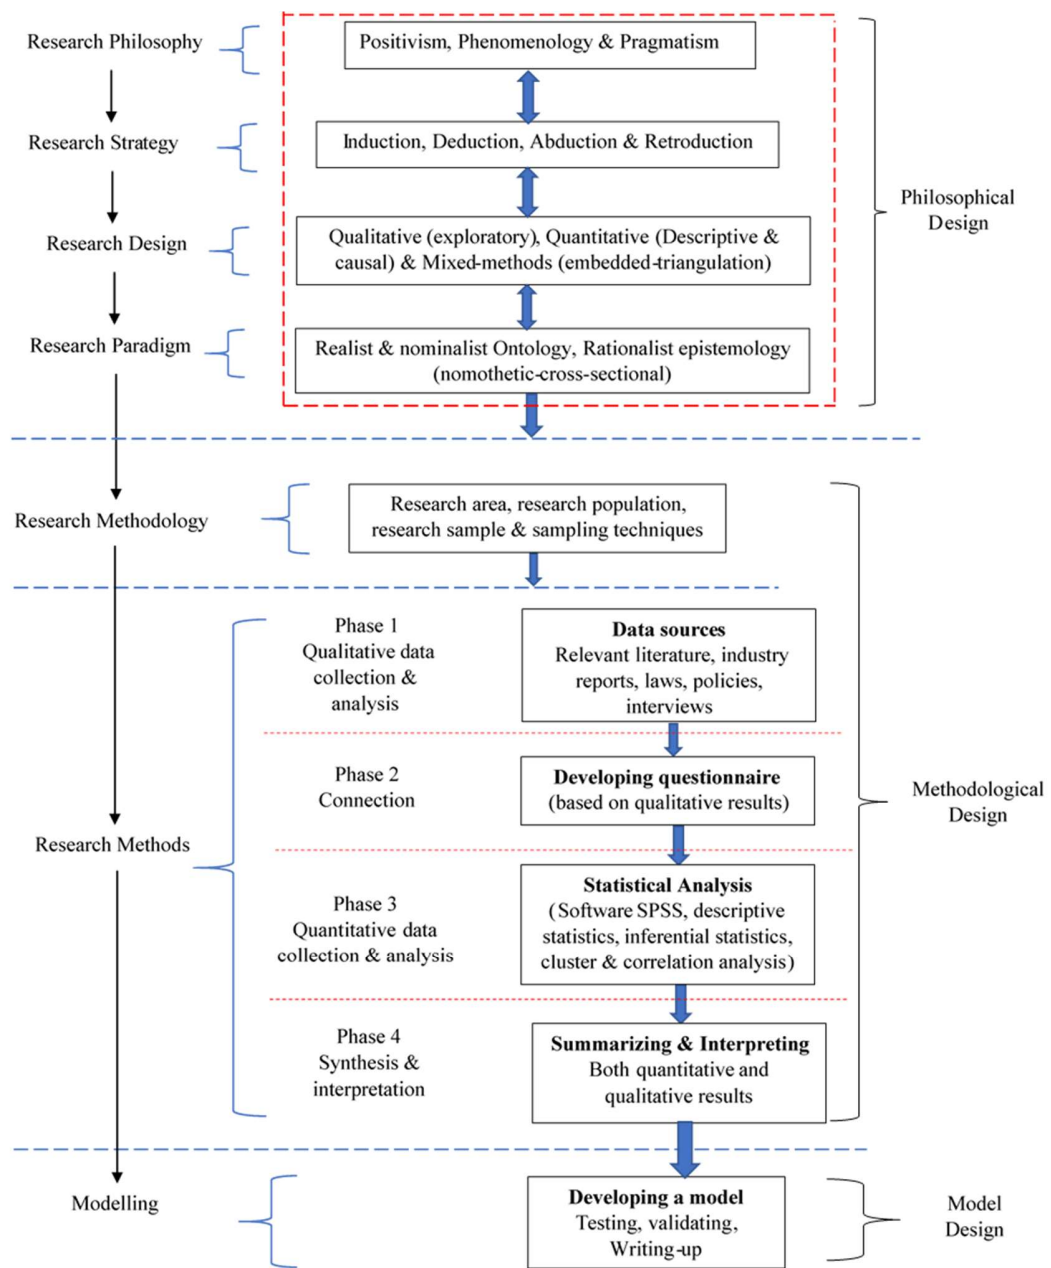 Research Philosophy
Positivism, Phenomenology & Pragmatism
Research Strategy
Induction, Deduction, Abduction & Retroduction
Research Design
Qualitative (exploratory), Quantitative (Descriptive &
causal) & Mixed-methods (embedded-triangulation)
Research Paradigm
Realist & nominalist Ontology, Rationalist epistemology
(nomothetic-cross-sectional)
Philosophical
Design
Research Methodology
Research area, research population,
research sample & sampling techniques
Research Methods
Phase 1
Qualitative data
collection &
analysis
Data sources
Relevant literature, industry
reports, laws, policies,
interviews
Phase 2
Connection
Developing questionnaire
(based on qualitative results)
Phase 3
Quantitative data
collection & analysis
Statistical Analysis
(Software SPSS, descriptive
statistics, inferential statistics,
cluster & correlation analysis)
Phase 4
Synthesis &
interpretation
Summarizing & Interpreting
Both quantitative and
qualitative results
Methodological
Design
Modelling
Developing a model
Testing, validating,
Writing-up
Model
Design